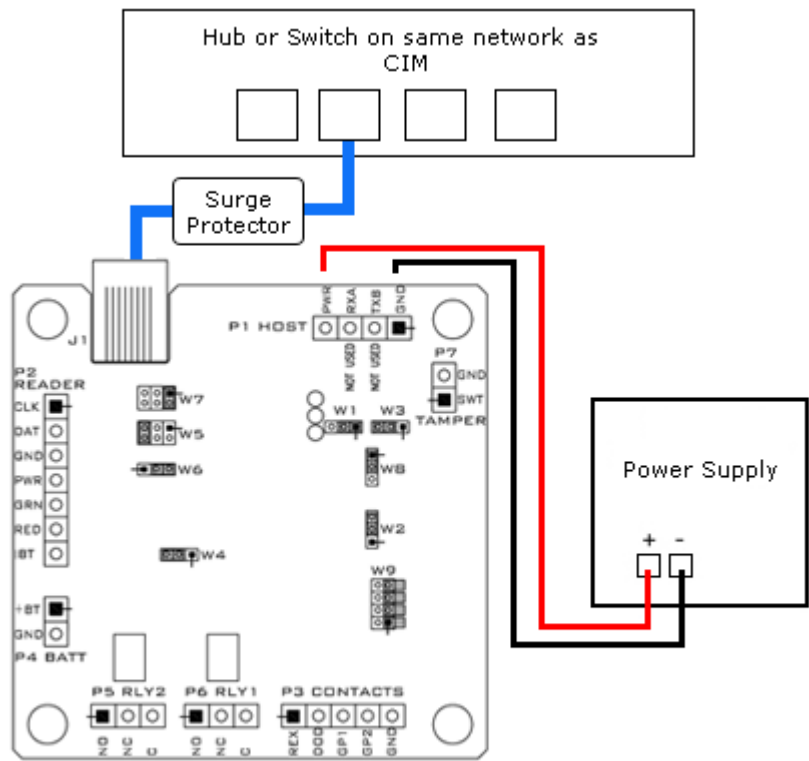 Hub or Switch on same network as
CIM
Surge
Protector
PWR
RXA
TXB
GND
P1 HOST
J1
NOT USED
NOT USED
P7
GND
SWT
TAMPER
P2
READER
CLK
DAT
GND
PWR
GRN
RED
IBT
W7
W5
W6
W1
W3
W8
W2
W4
W9
Power Supply
+ -
+BT
GND
P4 BATT
P5 RLY2
P6 RLY1
P3 CONTACTS
NO
NC
C
NO
NC
C
REX
DOD
GP1
GP2
GND